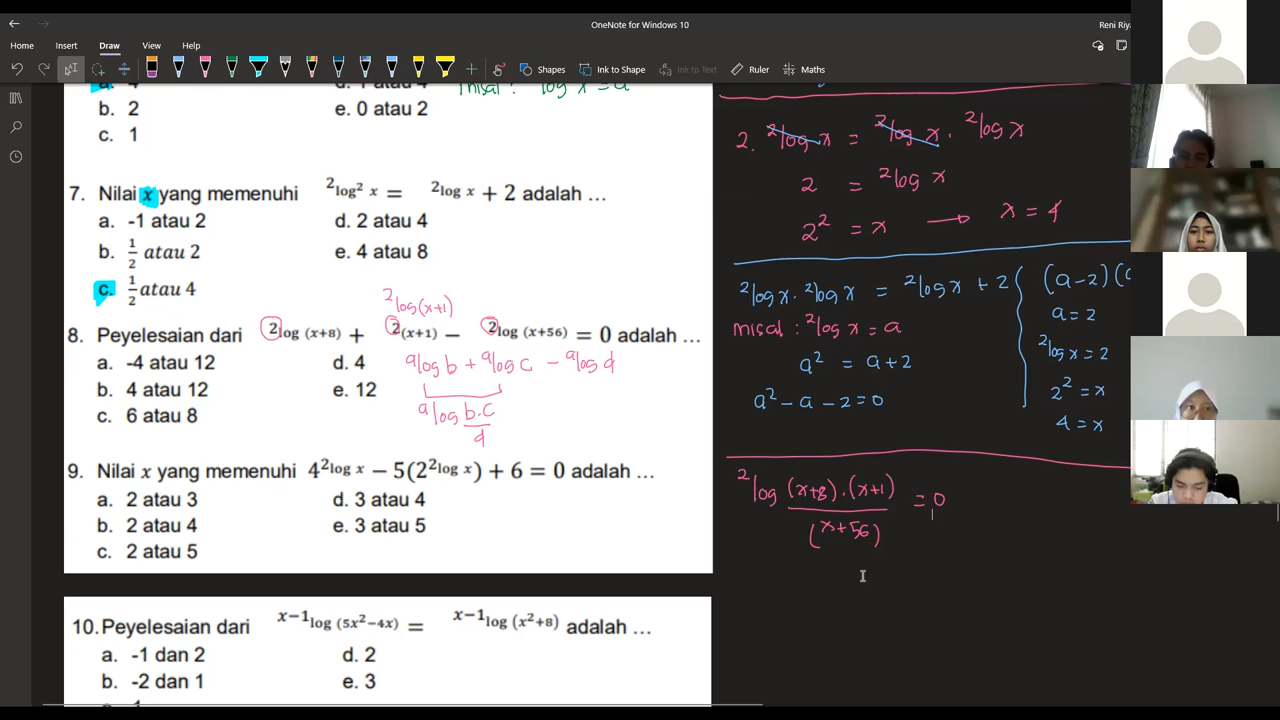 OneNote for Windows 10
Reni Riy
Home Insert Draw View Help
Shapes Ink to Shape Ink to Text Ruler Maths
misal : log x = a
b. 2 e. 0 atau 2
c. 1
7. Nilai x yang memenuhi ²log² x = ²log x + 2 adalah ...
a. -1 atau 2 d. 2 atau 4
b. 1/2 atau 2 e. 4 atau 8
c. 1/2 atau 4
²log(x+1)
8. Peyelesaian dari ²log (x+8) + ²(x+1) − ²log (x+56) = 0 adalah ...
a. -4 atau 12 d. 4
b. 4 atau 12 e. 12
c. 6 atau 8
ᵃlog b + ᵃlog c − ᵃlog d
ᵃlog b.c/d
9. Nilai x yang memenuhi 4^(²log x) − 5(2^(²log x)) + 6 = 0 adalah ...
a. 2 atau 3 d. 3 atau 4
b. 2 atau 4 e. 3 atau 5
c. 2 atau 5
10. Peyelesaian dari ˣ⁻¹log (5x²−4x) = ˣ⁻¹log (x²+8) adalah ...
a. -1 dan 2 d. 2
b. -2 dan 1 e. 3
2. ²log x = ²log x . ²log x
2 = ²log x
2² = x → x = 4
²log x . ²log x = ²log x + 2
misal : ²log x = a
a² = a + 2
a² − a − 2 = 0
(a−2)(
a = 2
²log x = 2
2² = x
4 = x
²log (x+8).(x+1)/(x+56) = 0